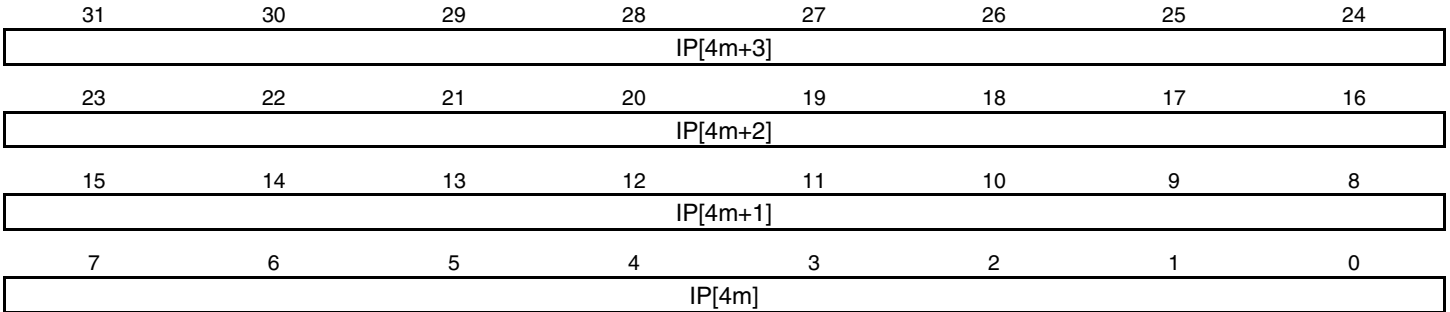 31 30 29 28 27 26 25 24
IP[4m+3]
23 22 21 20 19 18 17 16
IP[4m+2]
15 14 13 12 11 10 9 8
IP[4m+1]
7 6 5 4 3 2 1 0
IP[4m]